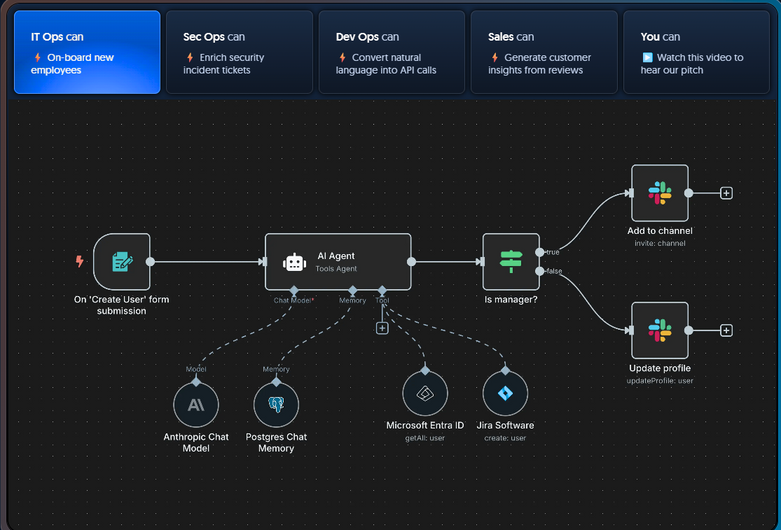 IT Ops can
On-board new
employees
Sec Ops can
Enrich security
incident tickets
Dev Ops can
Convert natural
language into API calls
Sales can
Generate customer
insights from reviews
You can
Watch this video to
hear our pitch
On 'Create User' form
submission
AI Agent
Tools Agent
Chat Model*
Memory
Tool
Model
Anthropic Chat
Model
Memory
Postgres Chat
Memory
Microsoft Entra ID
getAll: user
Jira Software
create: user
Is manager?
true
false
Add to channel
invite: channel
Update profile
updateProfile: user